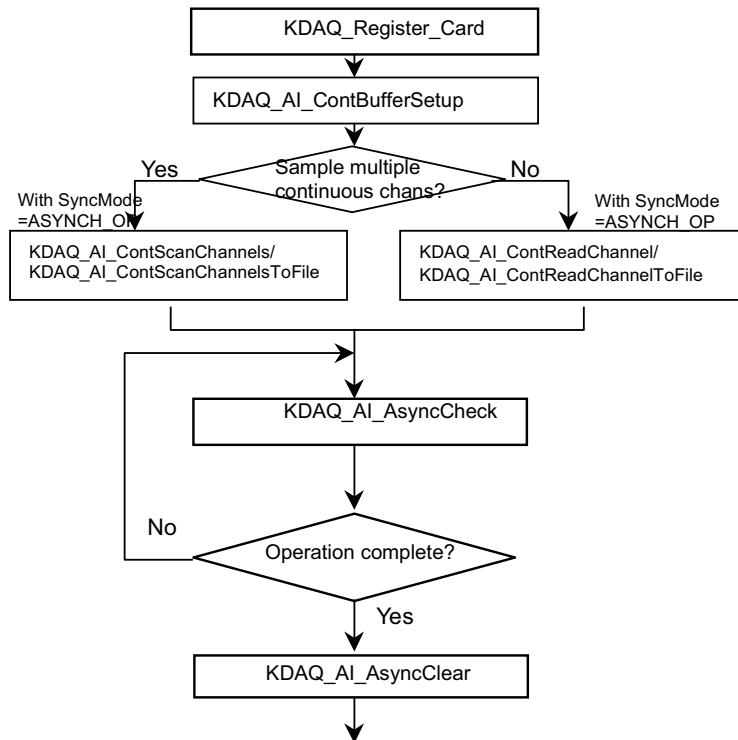 KDAQ_Register_Card
KDAQ_AI_ContBufferSetup
Yes
Sample multiple
continuous chans?
No
With SyncMode
=ASYNCH_OP
With SyncMode
=ASYNCH_OP
KDAQ_AI_ContScanChannels/
KDAQ_AI_ContScanChannelsToFile
KDAQ_AI_ContReadChannel/
KDAQ_AI_ContReadChannelToFile
KDAQ_AI_AsyncCheck
No
Operation complete?
Yes
KDAQ_AI_AsyncClear